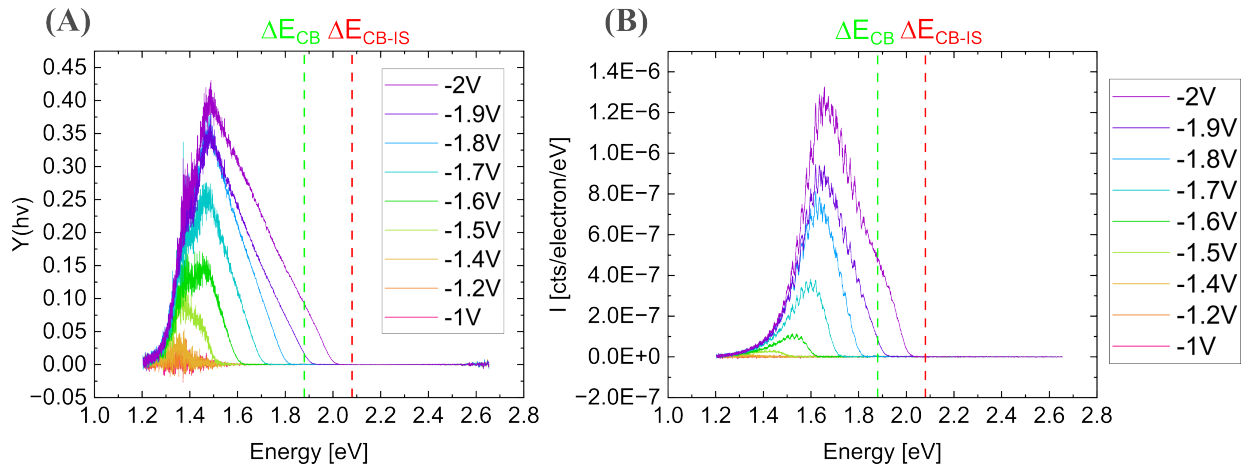 (A)
ΔE_CB ΔE_CB-IS
0.45
0.40
0.35
0.30
0.25
0.20
0.15
0.10
0.05
0.00
−0.05
Y(hv)
1.0 1.2 1.4 1.6 1.8 2.0 2.2 2.4 2.6 2.8
Energy [eV]
-2V
-1.9V
-1.8V
-1.7V
-1.6V
-1.5V
-1.4V
-1.2V
-1V
(B)
ΔE_CB ΔE_CB-IS
1.4E−6
1.2E−6
1.0E−6
8.0E−7
6.0E−7
4.0E−7
2.0E−7
0.0E+0
−2.0E−7
I [cts/electron/eV]
1.0 1.2 1.4 1.6 1.8 2.0 2.2 2.4 2.6 2.8
Energy [eV]
-2V
-1.9V
-1.8V
-1.7V
-1.6V
-1.5V
-1.4V
-1.2V
-1V